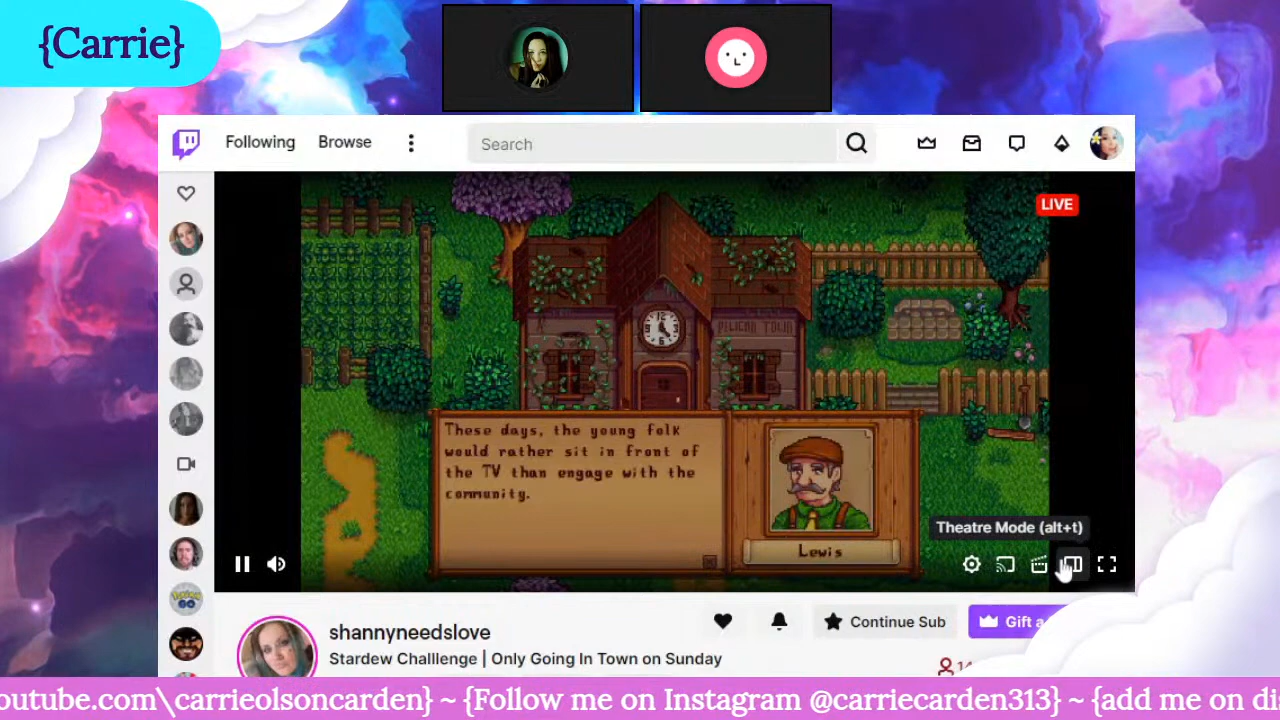 {Carrie}
Following
Browse
Search
LIVE
PELICAN TOWN
These days, the young folk
would rather sit in front of
the TV than engage with the
community.
Lewis
Theatre Mode (alt+t)
shannyneedslove
Continue Sub
Gift a
Stardew Challlenge | Only Going In Town on Sunday
outube.com\carrieolsoncarden} ~ {Follow me on Instagram @carriecarden313} ~ {add me on di